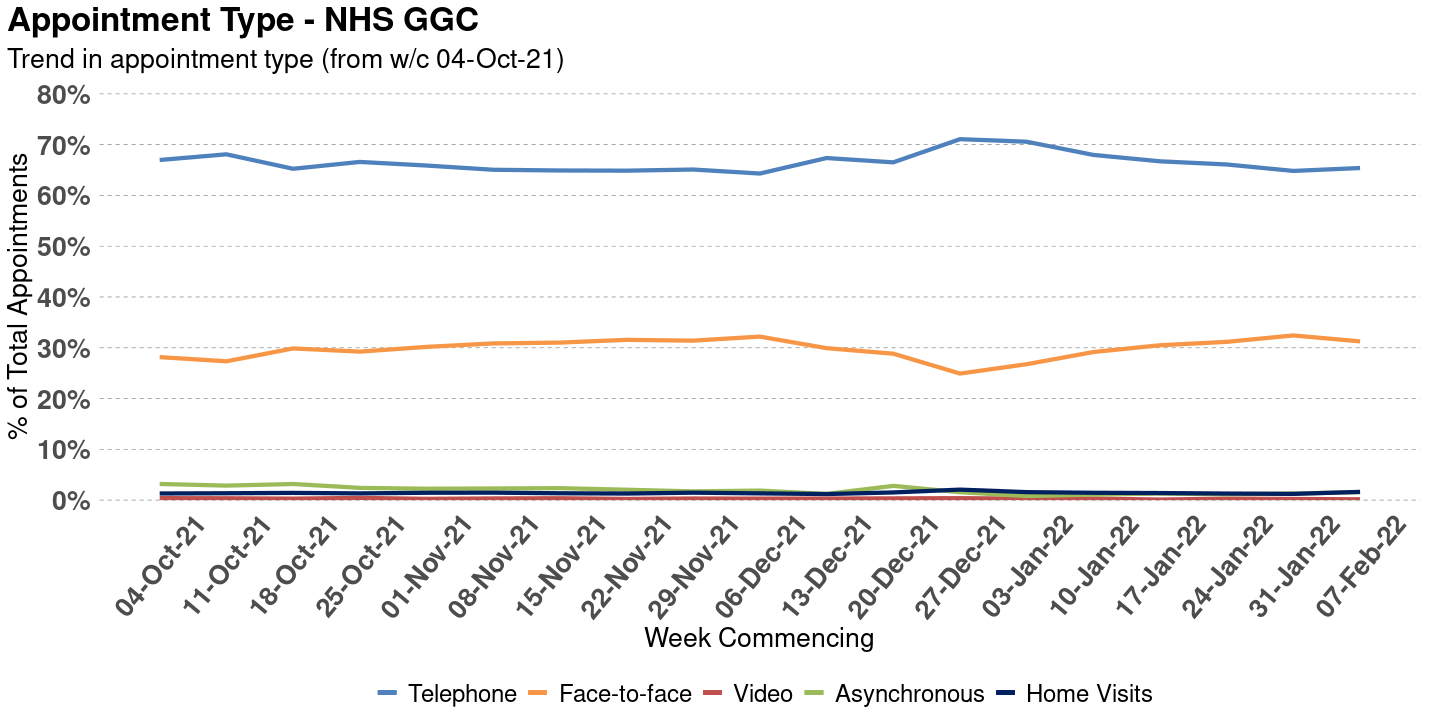 Appointment Type - NHS GGC
Trend in appointment type (from w/c 04-Oct-21)
% of Total Appointments
80%
70%
60%
50%
40%
30%
20%
10%
0%
04-Oct-21
11-Oct-21
18-Oct-21
25-Oct-21
01-Nov-21
08-Nov-21
15-Nov-21
22-Nov-21
29-Nov-21
06-Dec-21
13-Dec-21
20-Dec-21
27-Dec-21
03-Jan-22
10-Jan-22
17-Jan-22
24-Jan-22
31-Jan-22
07-Feb-22
Week Commencing
Telephone Face-to-face Video Asynchronous Home Visits